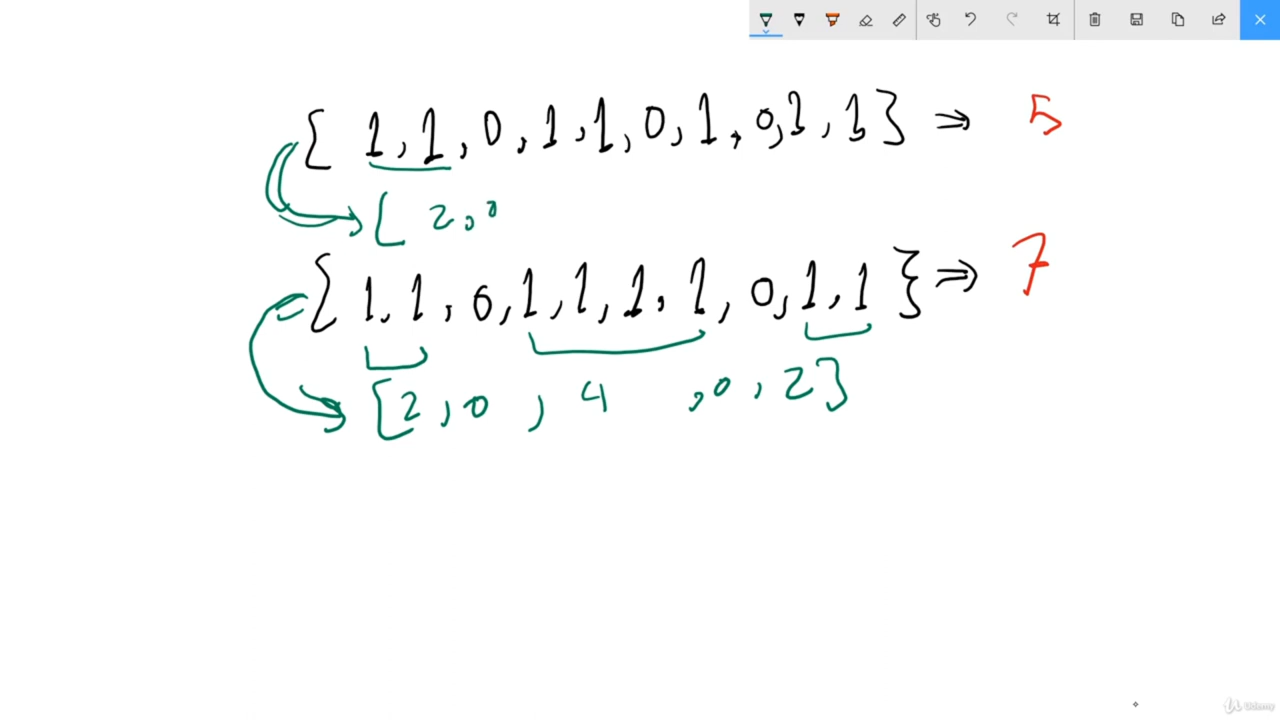 { 1, 1, 0, 1, 1, 0, 1, 0, 1, 1 } ⇒ 5
[ 2, 0
{ 1, 1, 0, 1, 1, 1, 1, 0, 1, 1 } ⇒ 7
[ 2, 0, 4, 0, 2 }
Udemy